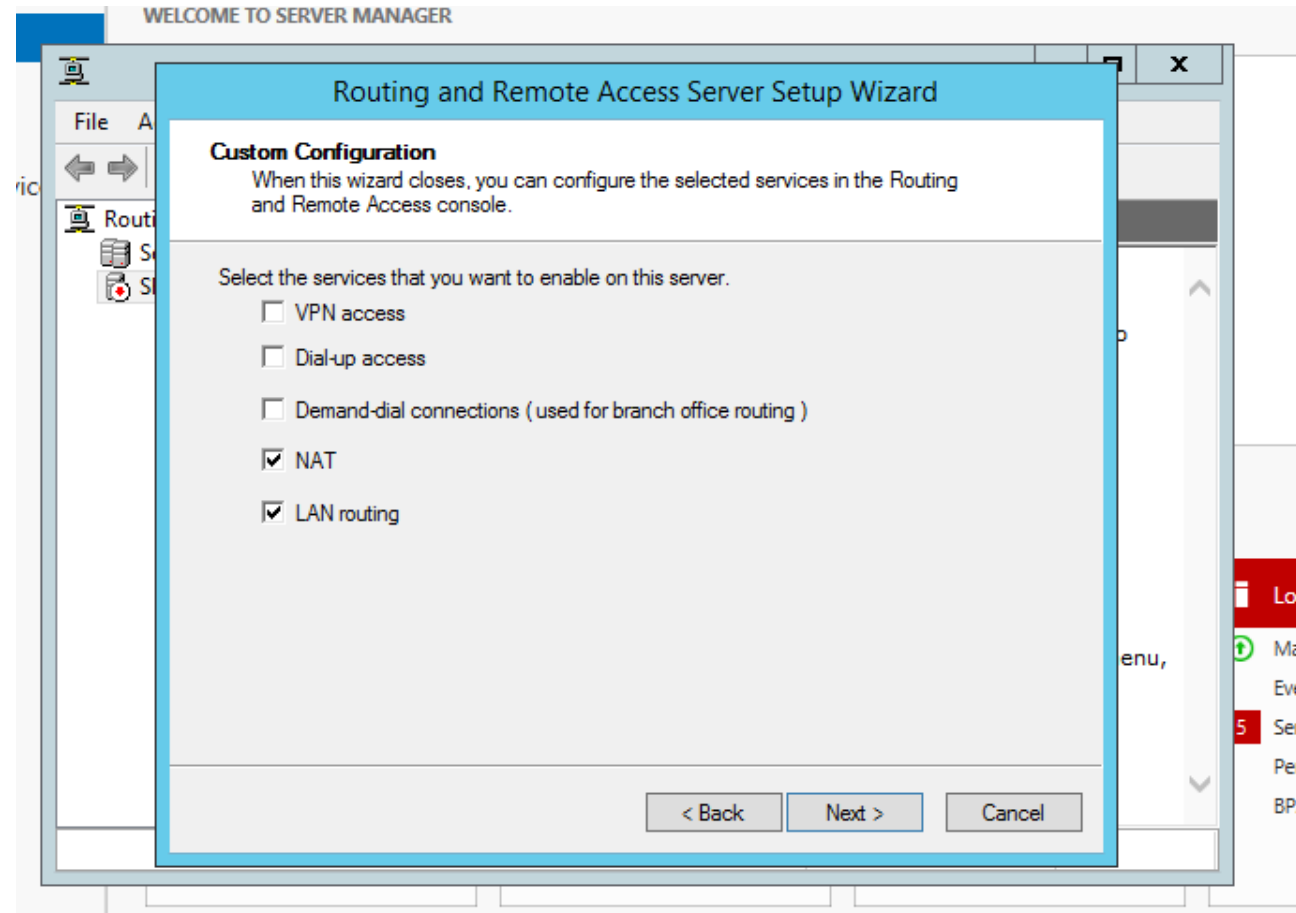 WELCOME TO SERVER MANAGER
x
Routing and Remote Access Server Setup Wizard
File
Custom Configuration
When this wizard closes, you can configure the selected services in the Routing
and Remote Access console.
Select the services that you want to enable on this server.
VPN access
Dial-up access
Demand-dial connections ( used for branch office routing )
NAT
LAN routing
enu,
5
< Back
Next >
Cancel